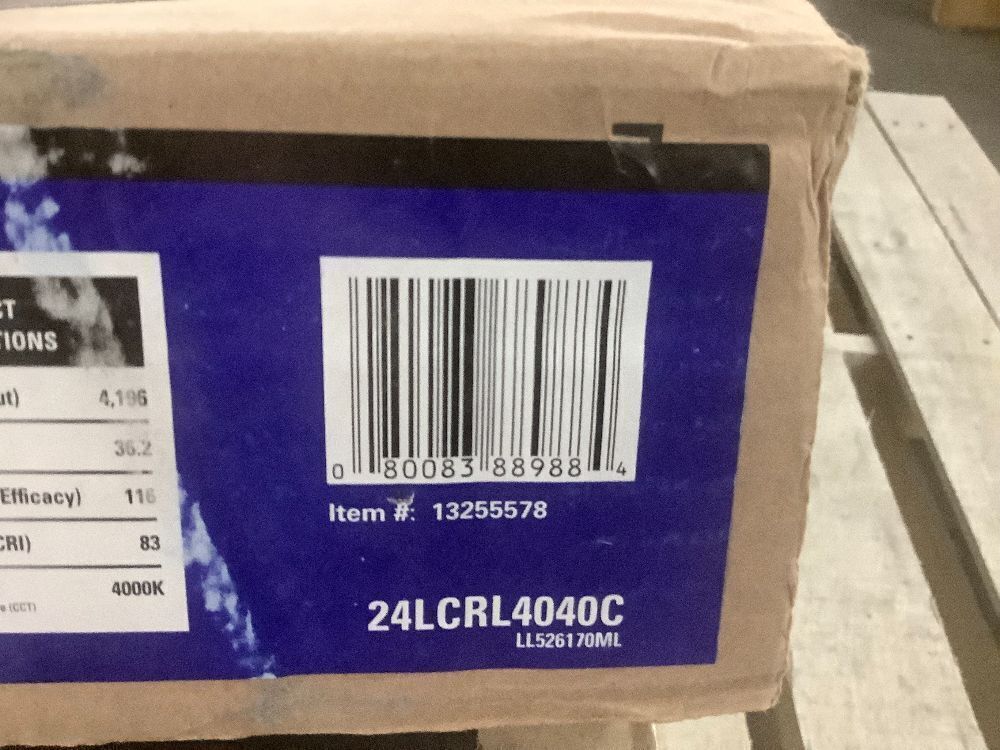 CT
TIONS
ut) 4,196
36.2
Efficacy) 116
CRI) 83
4000K
e (CCT)
0 80083 88988 4
Item #: 13255578
24LCRL4040C
LL526170ML